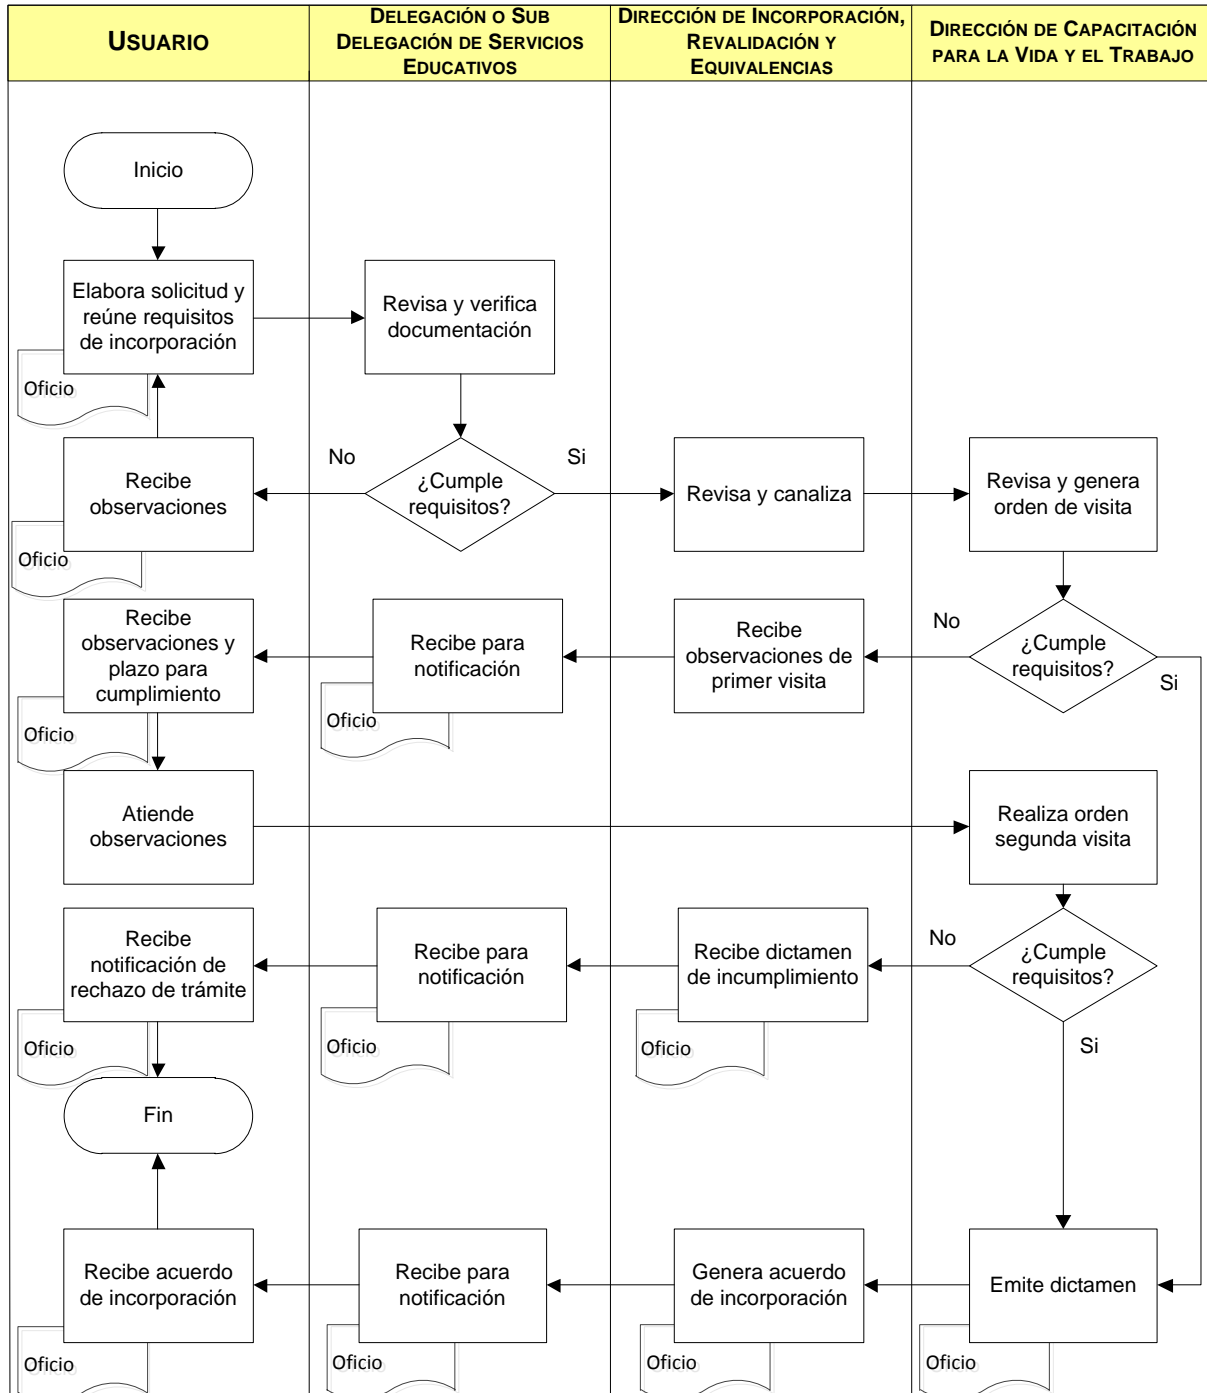 USUARIO
DELEGACIÓN O SUB
DELEGACIÓN DE SERVICIOS
EDUCATIVOS
DIRECCIÓN DE INCORPORACIÓN,
REVALIDACIÓN Y
EQUIVALENCIAS
DIRECCIÓN DE CAPACITACIÓN
PARA LA VIDA Y EL TRABAJO
Inicio
Elabora solicitud y
reúne requisitos
de incorporación
Oficio
Revisa y verifica
documentación
Recibe
observaciones
Oficio
No
¿Cumple
requisitos?
Si
Revisa y canaliza
Revisa y genera
orden de visita
Recibe
observaciones y
plazo para
cumplimiento
Oficio
Recibe para
notificación
Oficio
Recibe
observaciones de
primer visita
No
¿Cumple
requisitos?
Si
Atiende
observaciones
Realiza orden
segunda visita
Recibe
notificación de
rechazo de trámite
Oficio
Recibe para
notificación
Oficio
Recibe dictamen
de incumplimiento
Oficio
No
¿Cumple
requisitos?
Si
Fin
Recibe acuerdo
de incorporación
Oficio
Recibe para
notificación
Oficio
Genera acuerdo
de incorporación
Oficio
Emite dictamen
Oficio